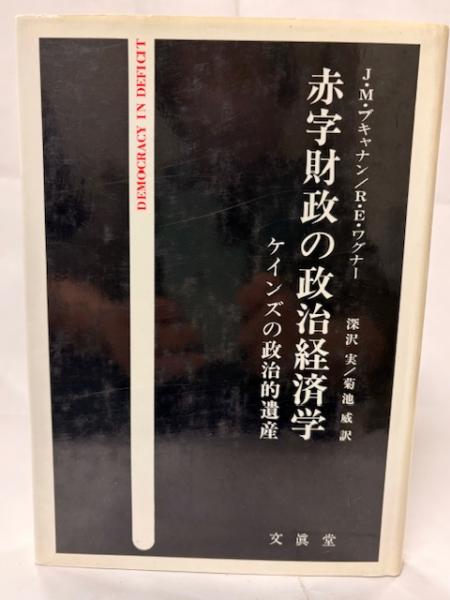 J・M・ブキャナン/R・E・ワグナー
赤字財政の政治経済学
ケインズの政治的遺産
深沢 実/菊池 威 訳
DEMOCRACY IN DEFICIT
文眞堂